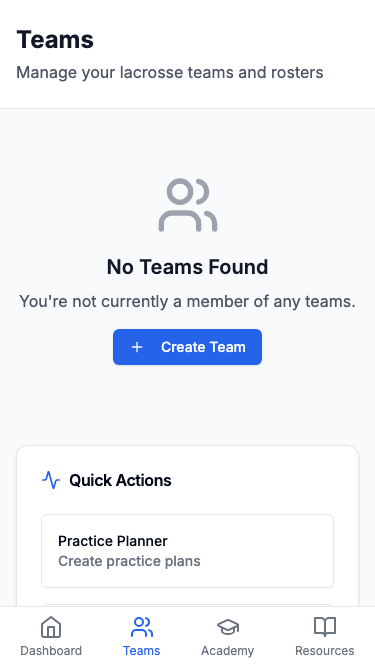 Teams
Manage your lacrosse teams and rosters
No Teams Found
You're not currently a member of any teams.
Create Team
Quick Actions
Practice Planner
Create practice plans
Dashboard
Teams
Academy
Resources